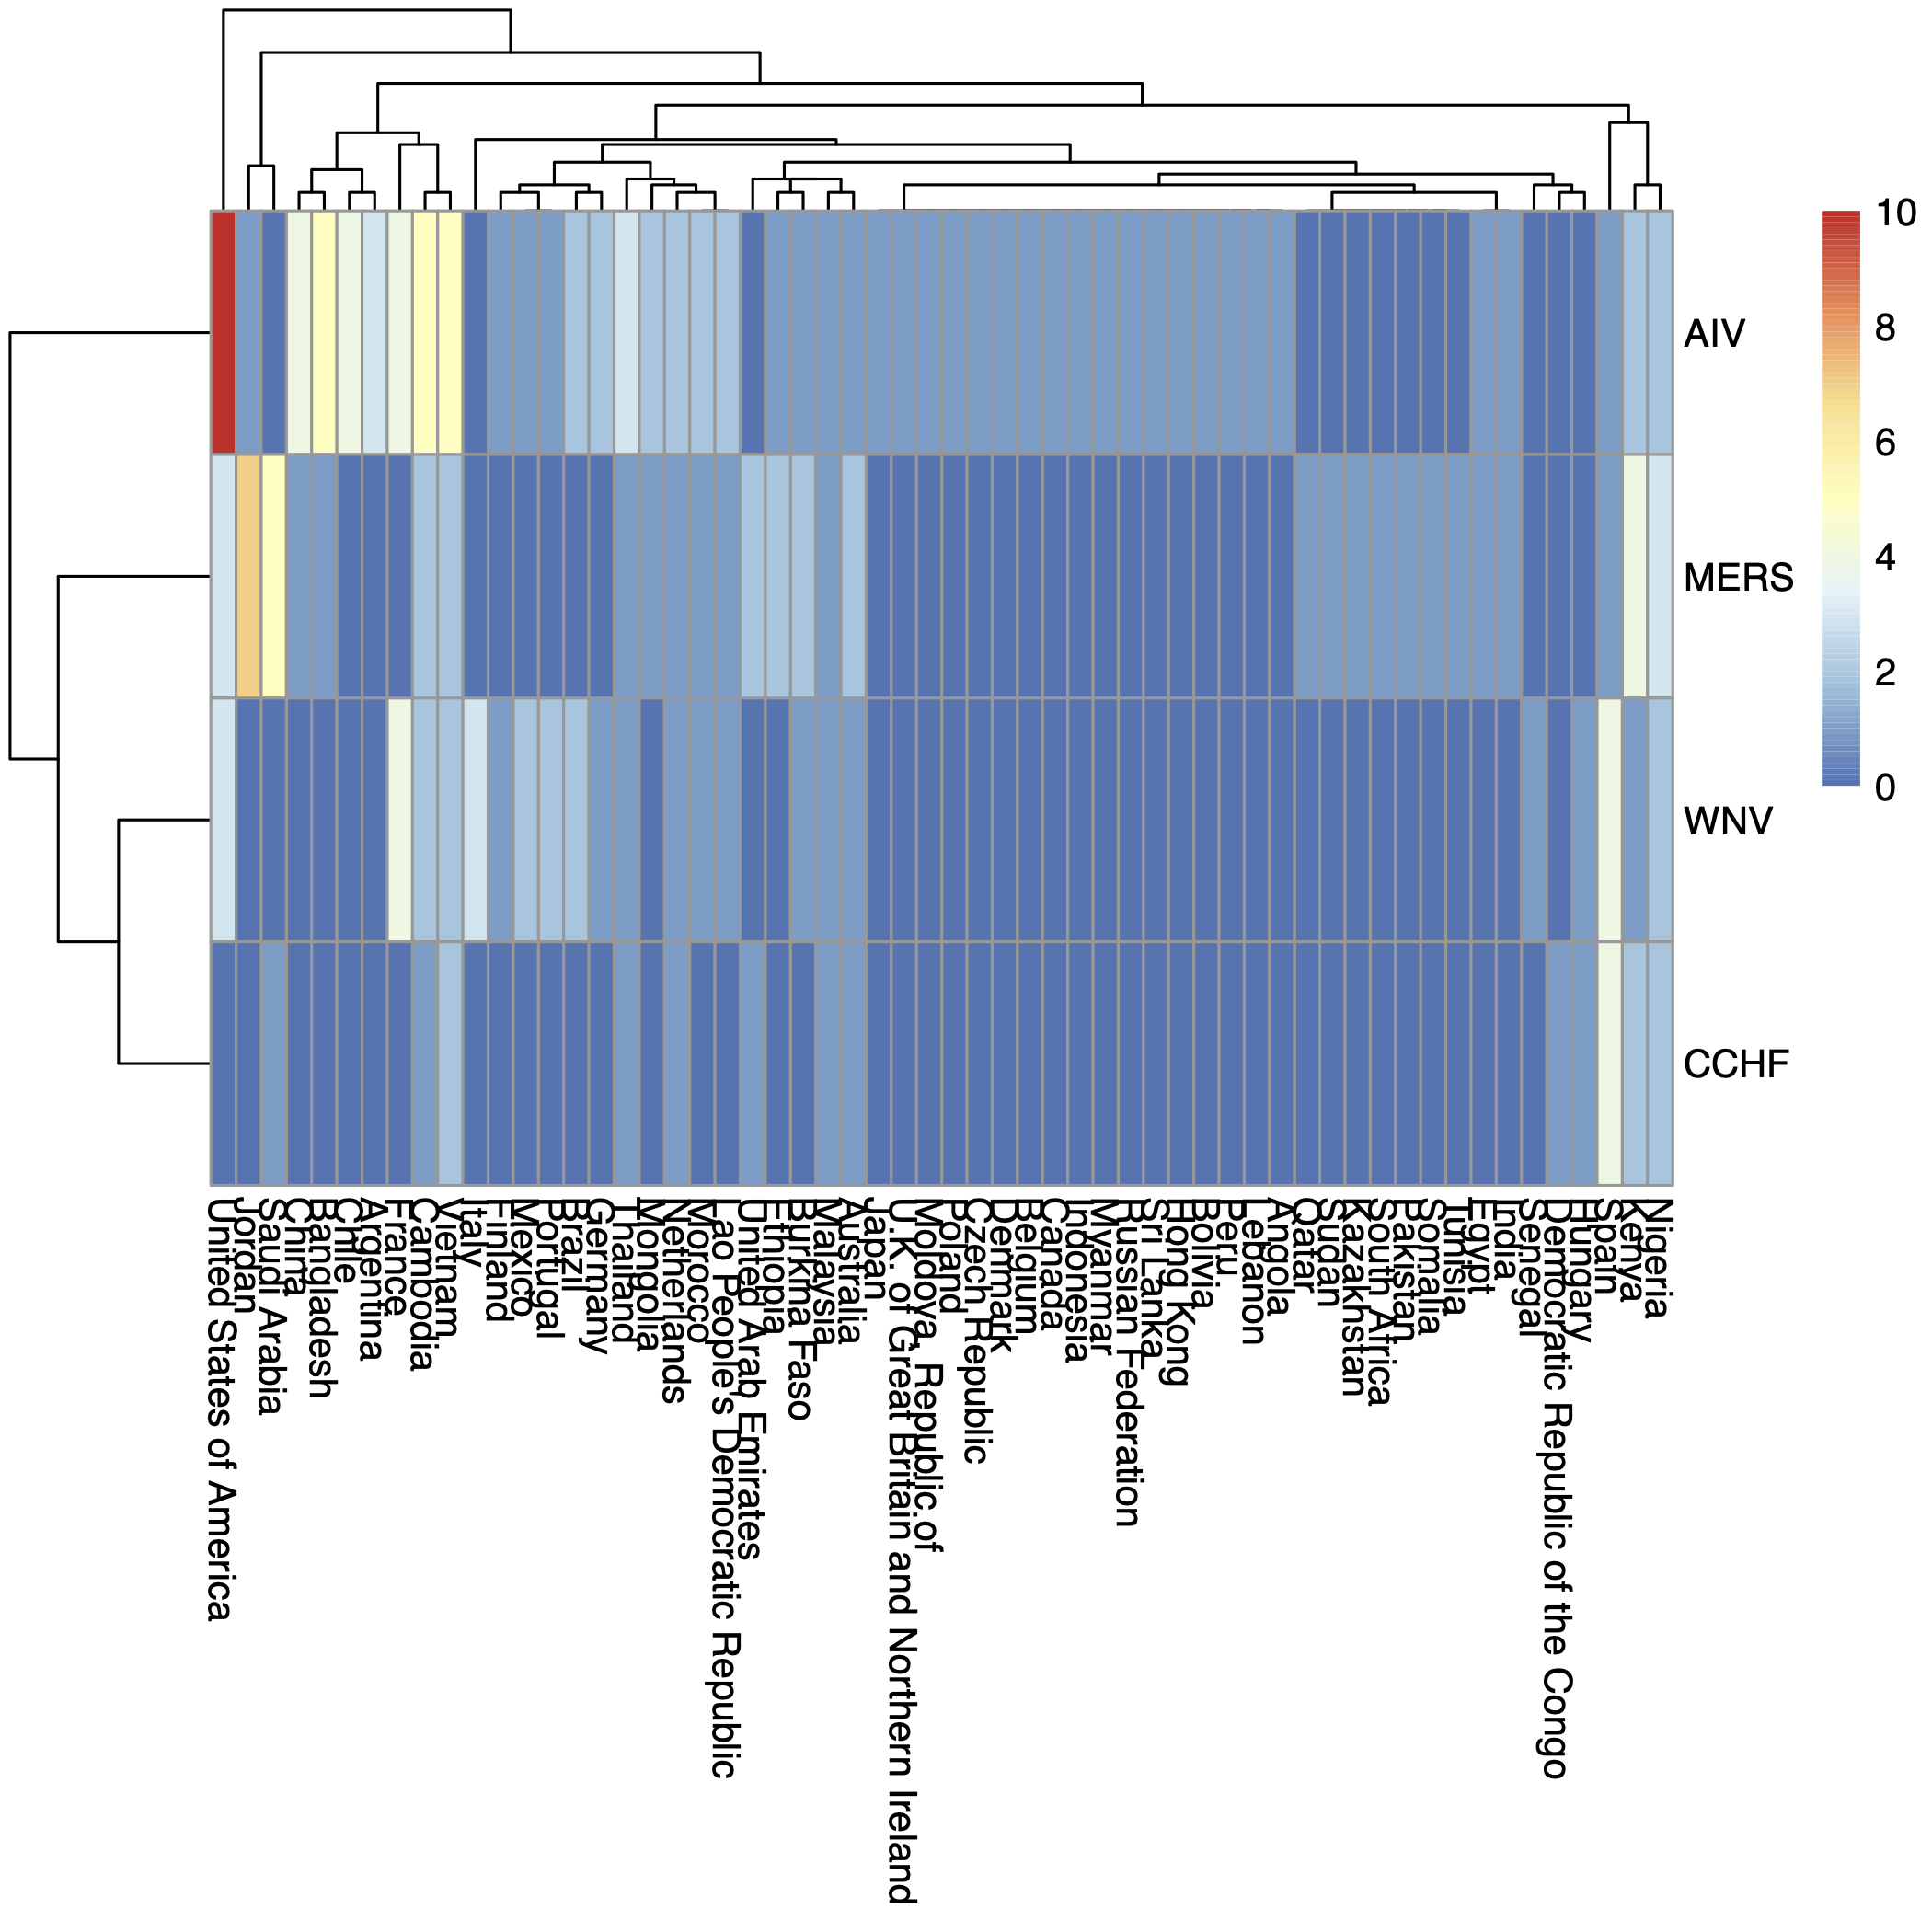 10
8
6
4
2
0
AIV
MERS
WNV
CCHF
United States of America
Jordan
Saudi Arabia
China
Bangladesh
Chile
Argentina
France
Cambodia
Vietnam
Italy
Finland
Mexico
Portugal
Brazil
Germany
Thailand
Mongolia
Netherlands
Morocco
Lao People's Democratic Republic
United Arab Emirates
Ethiopia
Burkina Faso
Malaysia
Australia
Japan
U.K. of Great Britain and Northern Ireland
Moldova, Republic of
Poland
Czech Republic
Denmark
Begium
Canada
Indonesia
Myanmar
Russian Federation
Sri Lanka
Hong Kong
Bolivia
Peru
Lebanon
Angola
Qatar
Sudan
Kazakhstan
South Africa
Pakistan
Somalia
Tunisia
Egypt
India
Senegal
Democratic Republic of the Congo
Hungary
Spain
Kenya
Nigeria